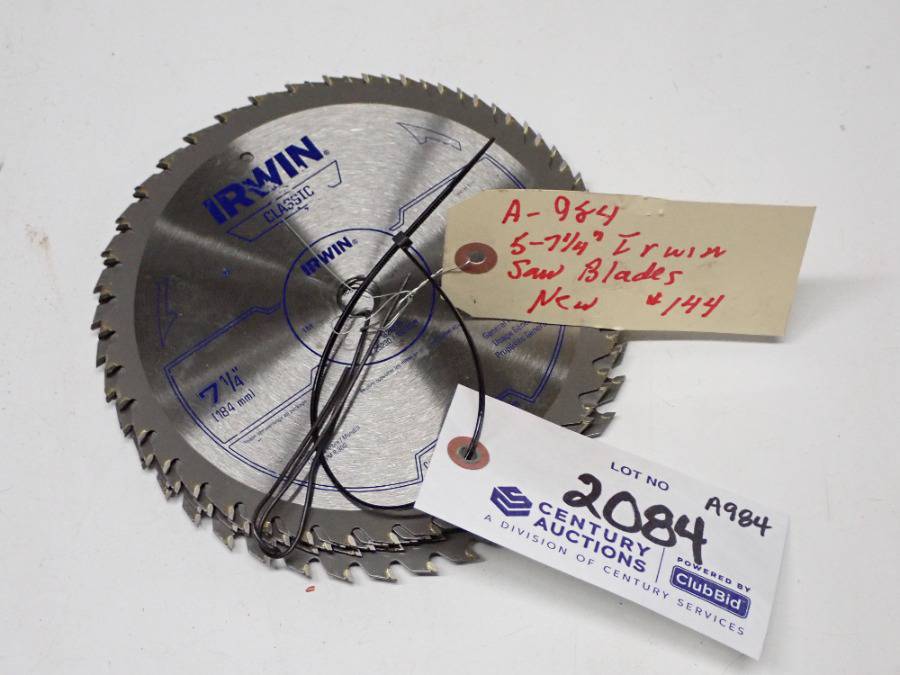 IRWIN®
CLASSIC
IRWIN®
7 1/4"
(184 mm)
A-984
5-7 1/4" Irwin
Saw Blades
New $144
LOT NO
2084 A984
CENTURY
AUCTIONS
A DIVISION OF CENTURY SERVICES
POWERED BY
ClubBid